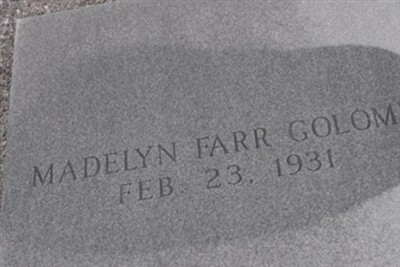 MADELYN FARR GOLOM
FEB. 23, 1931